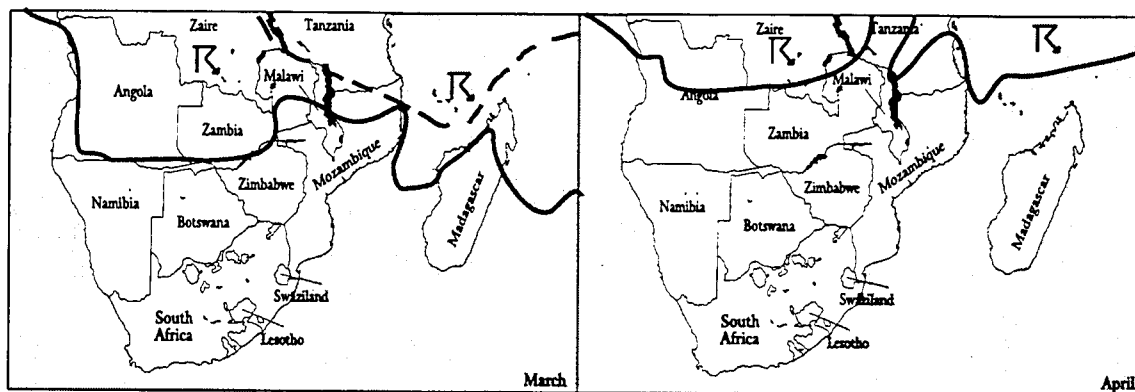 Zaire
Tanzania
Malawi
Angola
Zambia
Mozambique
Zimbabwe
Namibia
Botswana
Madagascar
Swaziland
South
Africa
Lesotho
March
Zaire
Tanzania
Malawi
Angola
Zambia
Mozambique
Zimbabwe
Namibia
Botswana
Madagascar
Swaziland
South
Africa
Lesotho
April